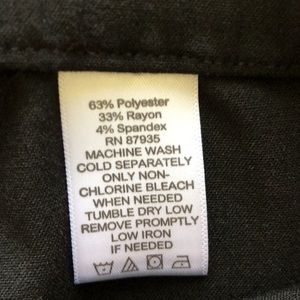 63% Polyester
33% Rayon
4% Spandex
RN 87935
MACHINE WASH
COLD SEPARATELY
ONLY NON-
CHLORINE BLEACH
WHEN NEEDED
TUMBLE DRY LOW
REMOVE PROMPTLY
LOW IRON
IF NEEDED